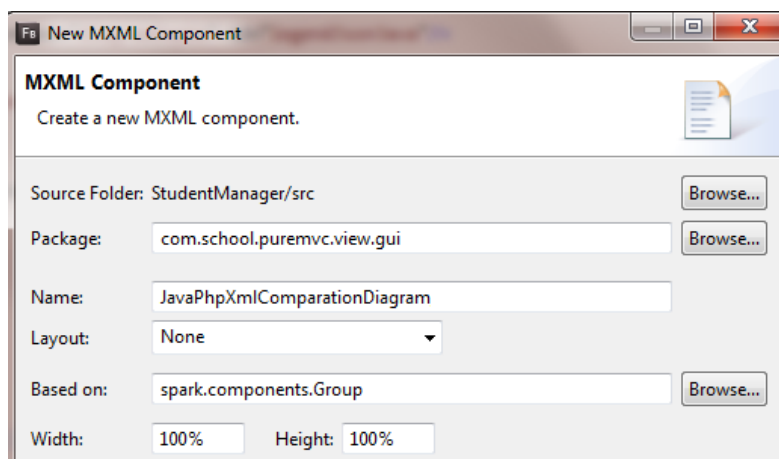 FB New MXML Component
MXML Component
Create a new MXML component.
Source Folder: StudentManager/src Browse...
Package: com.school.puremvc.view.gui Browse...
Name: JavaPhpXmlComparationDiagram
Layout: None
Based on: spark.components.Group Browse...
Width: 100% Height: 100%